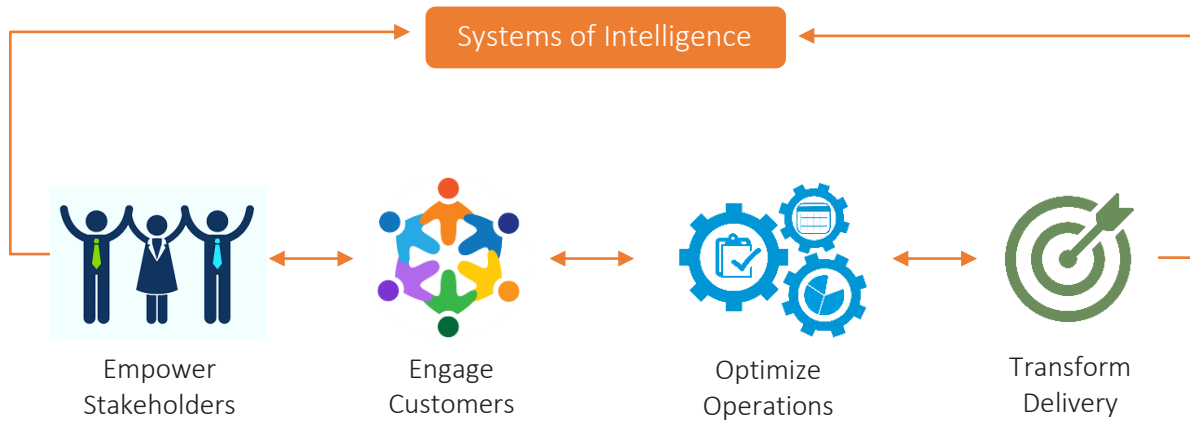 Systems of Intelligence
Empower
Stakeholders
Engage
Customers
Optimize
Operations
Transform
Delivery